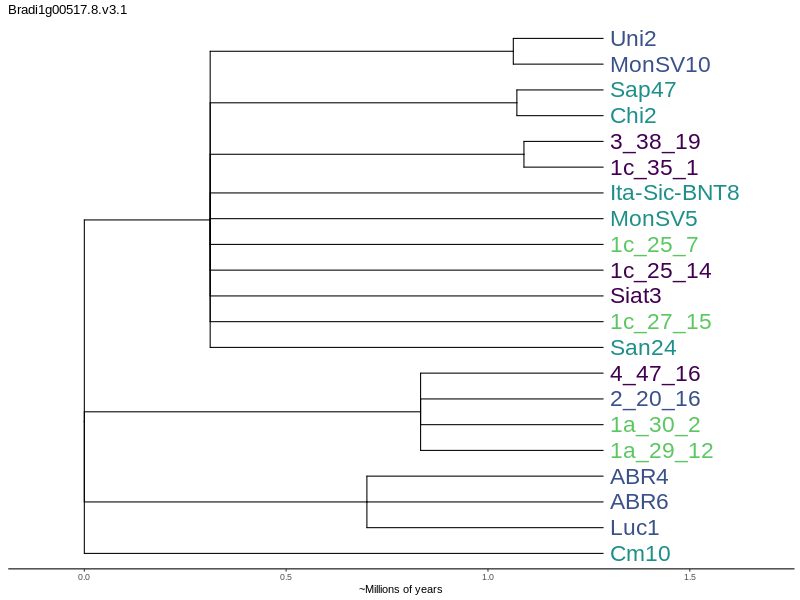 Bradi1g00517.8.v3.1
Uni2
MonSV10
Sap47
Chi2
3_38_19
1c_35_1
Ita-Sic-BNT8
MonSV5
1c_25_7
1c_25_14
Siat3
1c_27_15
San24
4_47_16
2_20_16
1a_30_2
1a_29_12
ABR4
ABR6
Luc1
Cm10
0.0 0.5 1.0 1.5
~Millions of years